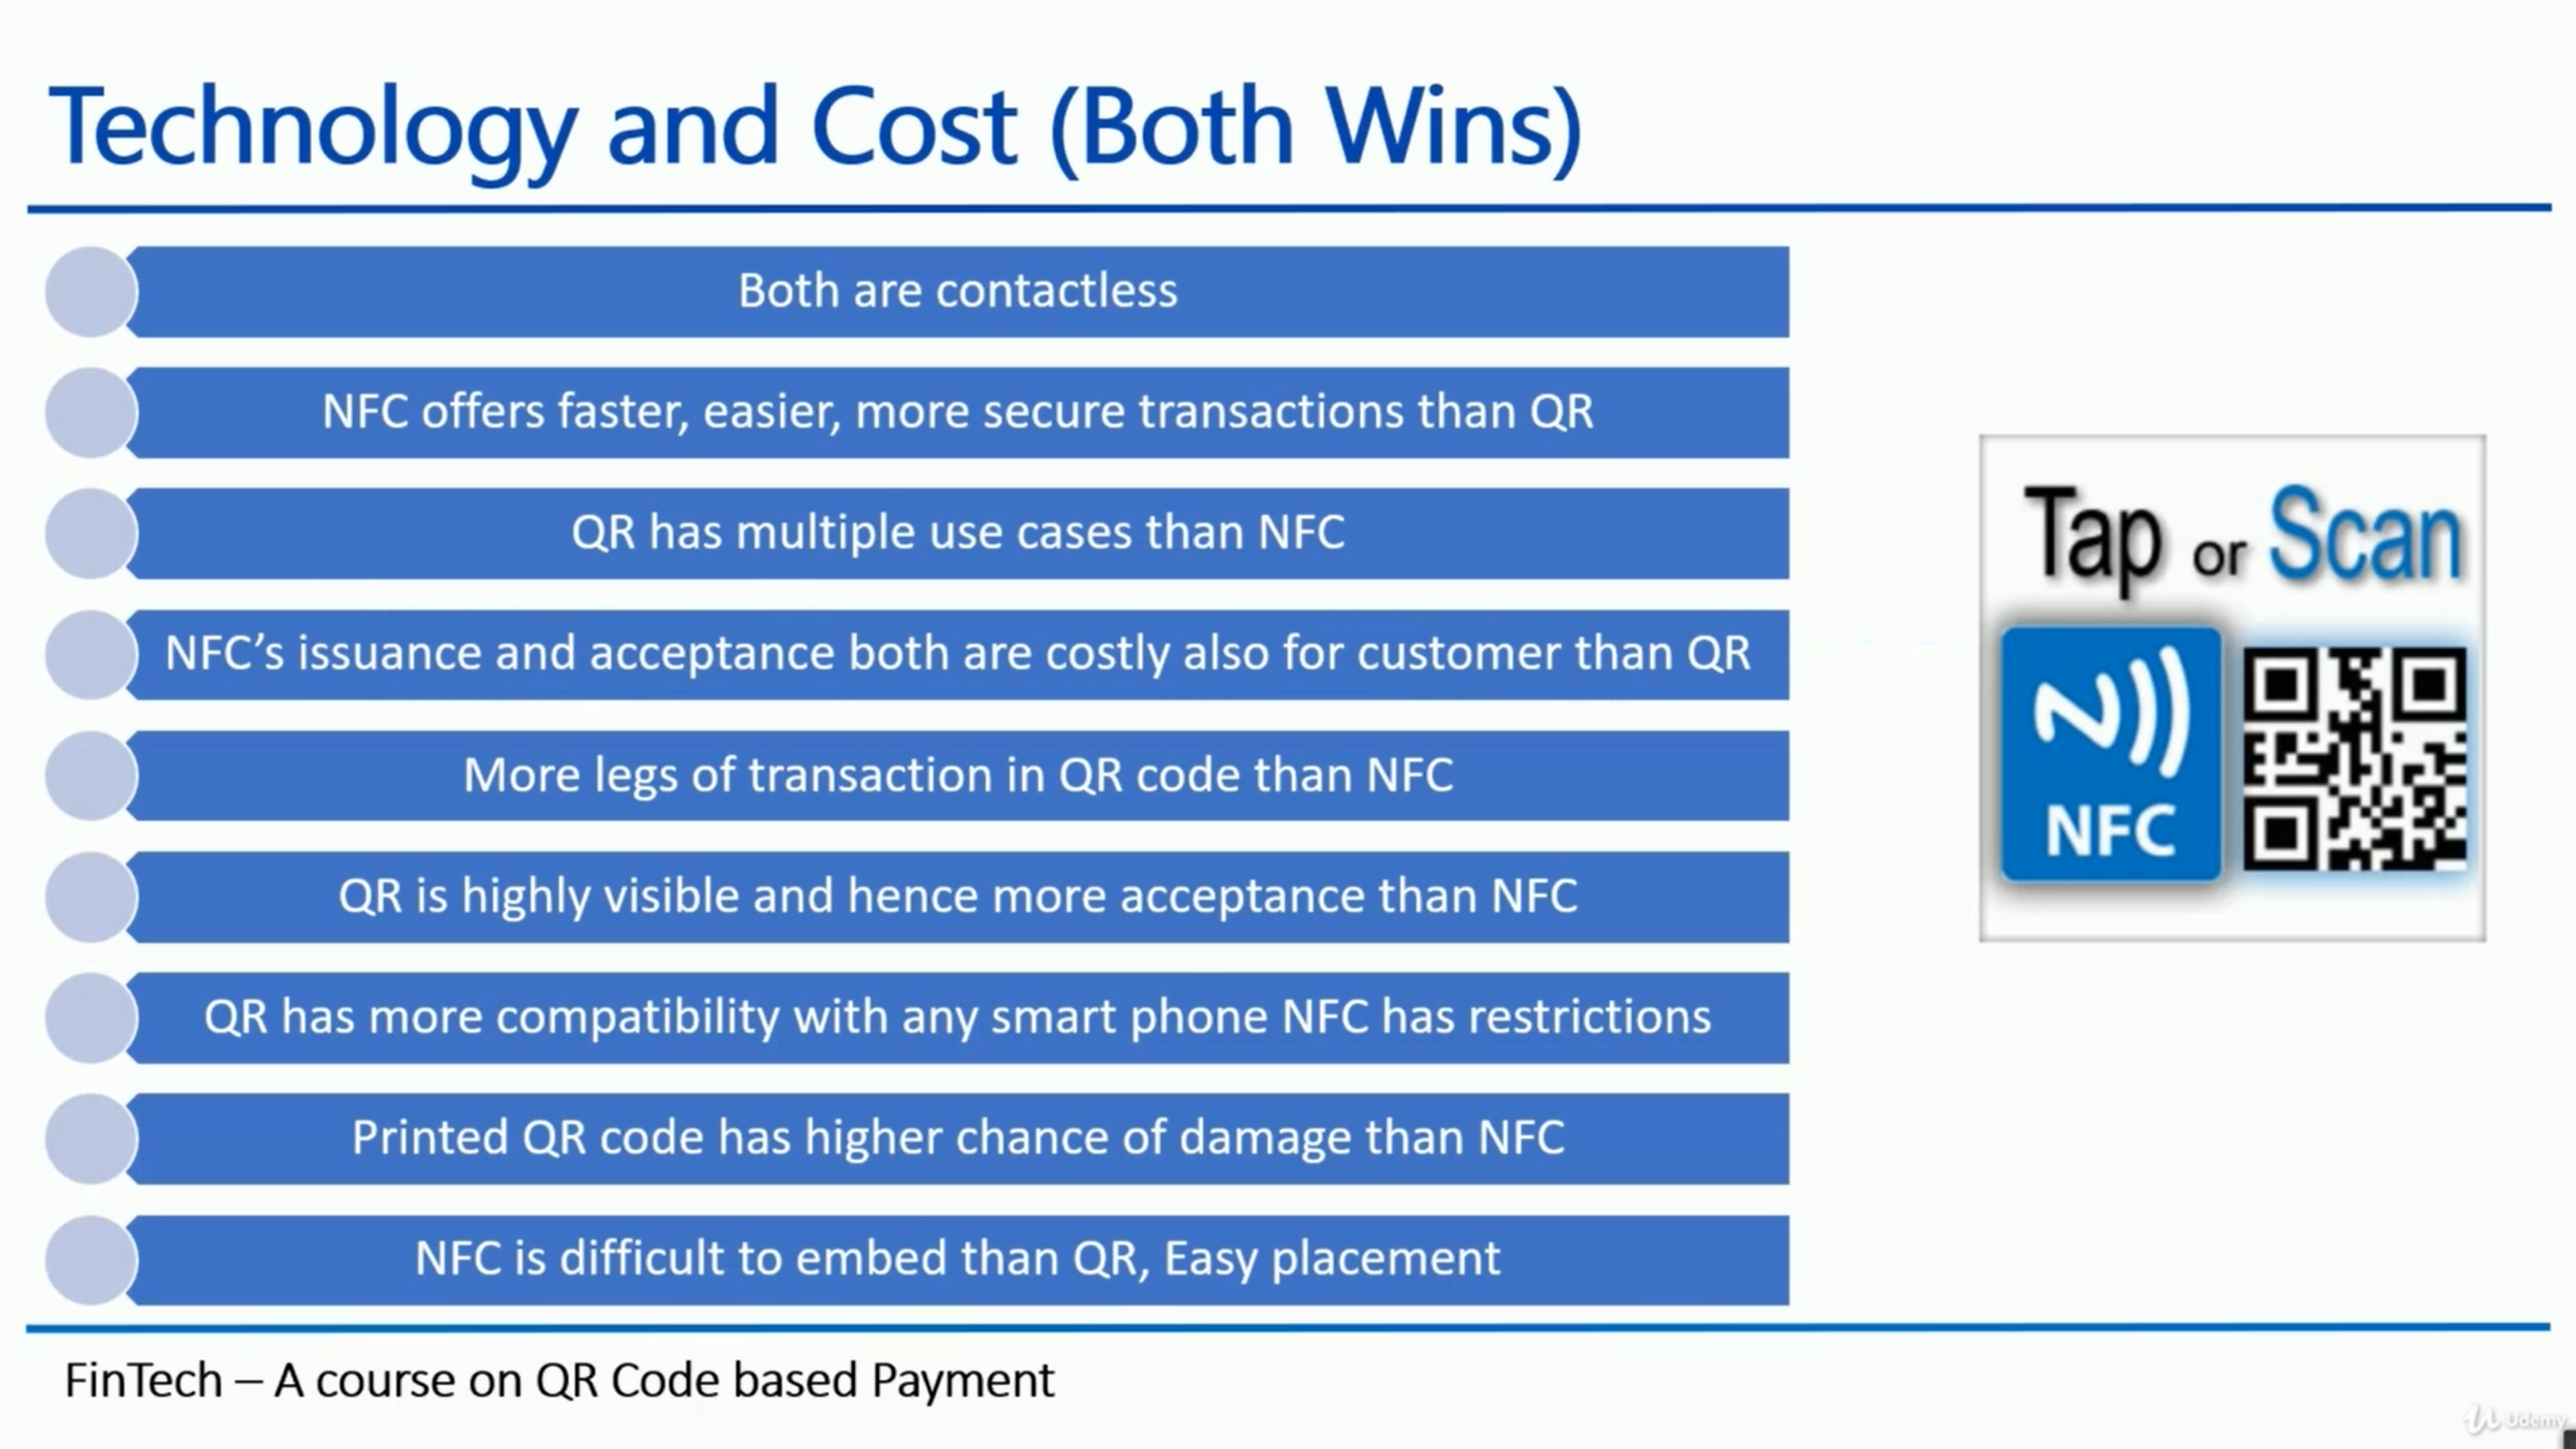 Technology and Cost (Both Wins)
Both are contactless
NFC offers faster, easier, more secure transactions than QR
QR has multiple use cases than NFC
NFC’s issuance and acceptance both are costly also for customer than QR
More legs of transaction in QR code than NFC
QR is highly visible and hence more acceptance than NFC
QR has more compatibility with any smart phone NFC has restrictions
Printed QR code has higher chance of damage than NFC
NFC is difficult to embed than QR, Easy placement
Tap or Scan
NFC
FinTech – A course on QR Code based Payment
Udemy